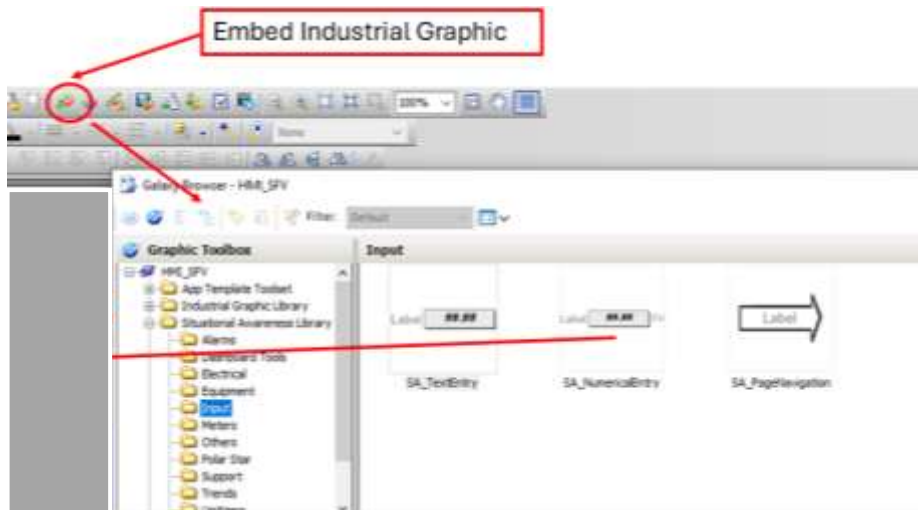 Embed Industrial Graphic
100%
None
Galaxy Browser - HMI_SFV
Filter: Default
Graphic Toolbox
Input
HMI_SFV
App Template Toolset
Industrial Graphic Library
Situational Awareness Library
Alarms
Dashboard Tools
Electrical
Equipment
Input
Meters
Others
Polar Star
Support
Trends
Label ##.##
SA_TextEntry
Label ##.##
SA_NumericalEntry
Label
SA_PageNavigation